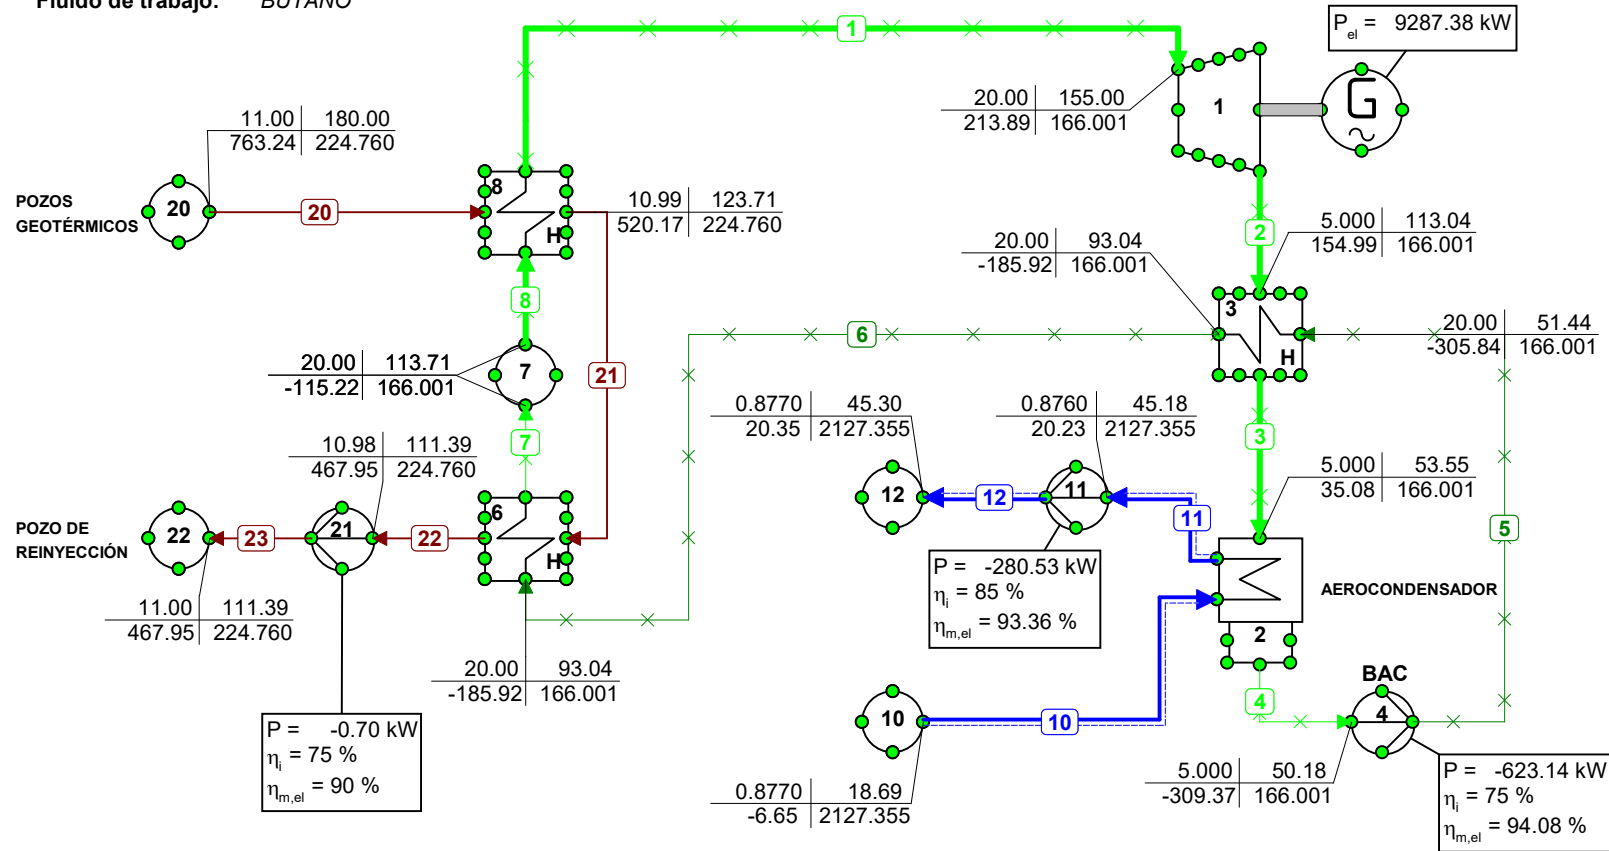 Fluido de trabajo: BUTANO
1
P_el = 9287.38 kW
G
11.00 180.00
763.24 224.760
20.00 155.00
213.89 166.001
1
POZOS
GEOTÉRMICOS
20
20
8
H
10.99 123.71
520.17 224.760
20.00 93.04
-185.92 166.001
2
5.000 113.04
154.99 166.001
8
3
H
6
20.00 51.44
-305.84 166.001
20.00 113.71
-115.22 166.001
7
21
0.8770 45.30
20.35 2127.355
0.8760 45.18
20.23 2127.355
3
7
10.98 111.39
467.95 224.760
5.000 53.55
35.08 166.001
12
12
11
11
5
POZO DE
REINYECCIÓN
22
23
21
22
6
H
P = -280.53 kW
ηi = 85 %
ηm,el = 93.36 %
AEROCONDENSADOR
2
11.00 111.39
467.95 224.760
20.00 93.04
-185.92 166.001
BAC
10
10
4
4
P = -0.70 kW
ηi = 75 %
ηm,el = 90 %
0.8770 18.69
-6.65 2127.355
5.000 50.18
-309.37 166.001
P = -623.14 kW
ηi = 75 %
ηm,el = 94.08 %